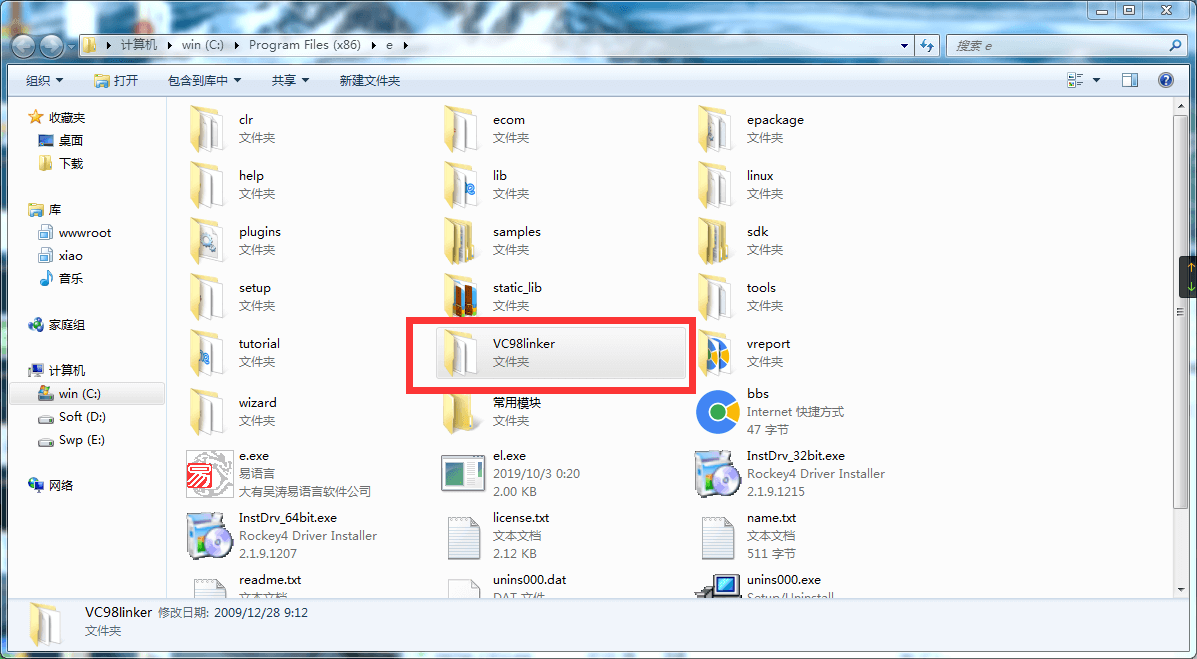 计算机 win (C:) Program Files (x86) e
搜索 e
组织 打开 包含到库中 共享 新建文件夹
收藏夹
桌面
下载
库
wwwroot
xiao
音乐
家庭组
计算机
win (C:)
Soft (D:)
Swp (E:)
网络
clr
文件夹
ecom
文件夹
epackage
文件夹
help
文件夹
lib
文件夹
linux
文件夹
plugins
文件夹
samples
文件夹
sdk
文件夹
setup
文件夹
static_lib
文件夹
tools
文件夹
tutorial
文件夹
VC98linker
文件夹
vreport
文件夹
wizard
文件夹
常用模块
文件夹
bbs
Internet 快捷方式
47 字节
e.exe
易语言
大有吴涛易语言软件公司
el.exe
2019/10/3 0:20
2.00 KB
InstDrv_32bit.exe
Rockey4 Driver Installer
2.1.9.1215
InstDrv_64bit.exe
Rockey4 Driver Installer
2.1.9.1207
license.txt
文本文档
2.12 KB
name.txt
文本文档
511 字节
readme.txt
文本文档
unins000.dat
DAT 文件
unins000.exe
Setup/Uninstall
VC98linker 修改日期: 2009/12/28 9:12
文件夹